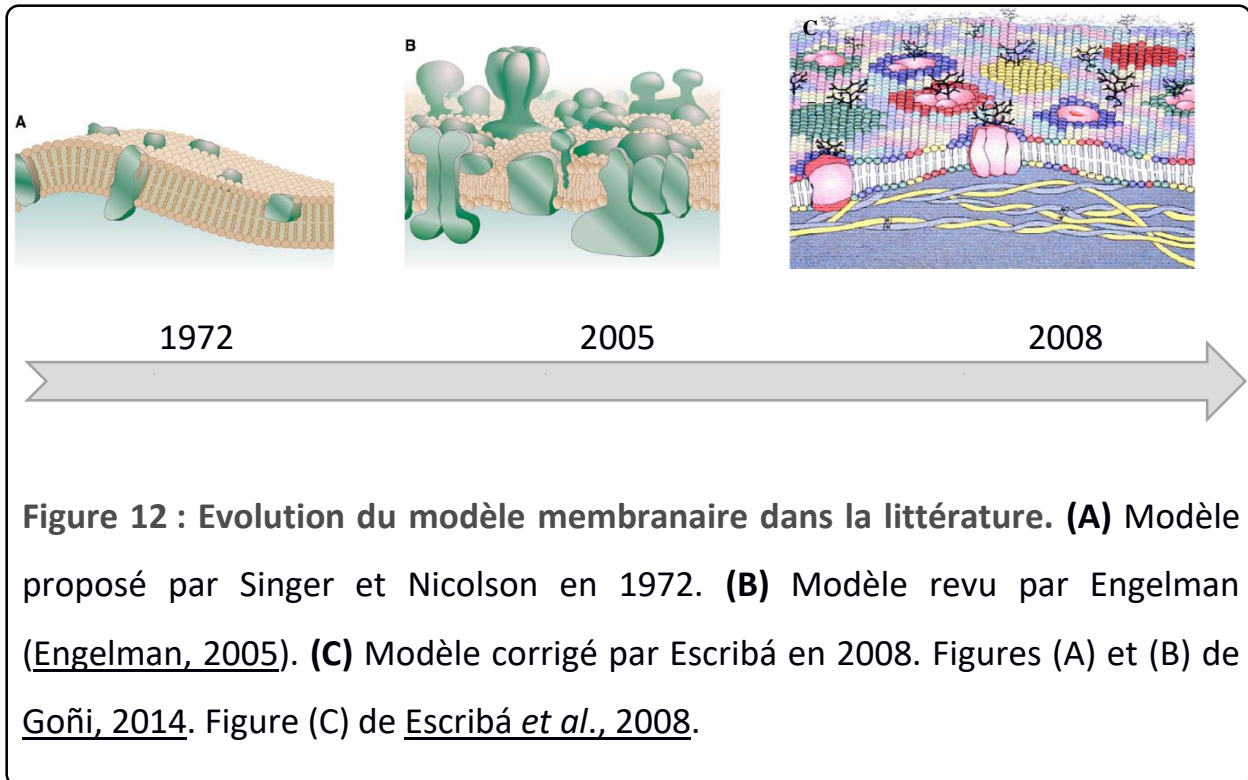 A
B
C
1972
2005
2008
Figure 12 : Evolution du modèle membranaire dans la littérature. (A) Modèle
proposé par Singer et Nicolson en 1972. (B) Modèle revu par Engelman
(Engelman, 2005). (C) Modèle corrigé par Escribá en 2008. Figures (A) et (B) de
Goñi, 2014. Figure (C) de Escribá et al., 2008.